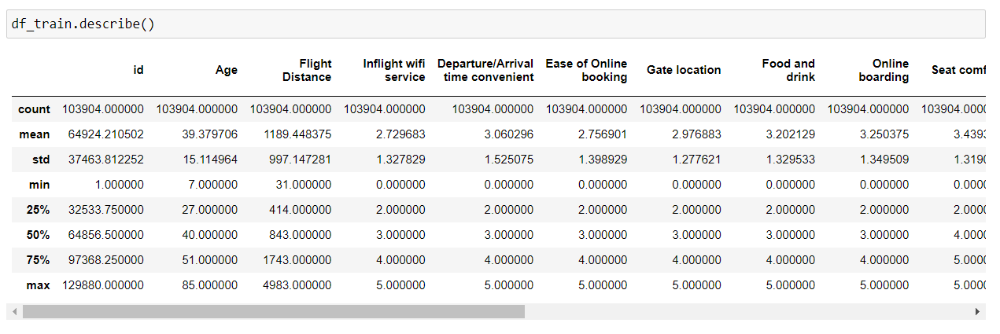 df_train.describe()
id Age Flight Distance Inflight wifi service Departure/Arrival time convenient Ease of Online booking Gate location Food and drink Online boarding Seat comf
count 103904.000000 103904.000000 103904.000000 103904.000000 103904.000000 103904.000000 103904.000000 103904.000000 103904.000000 103904.000
mean 64924.210502 39.379706 1189.448375 2.729683 3.060296 2.756901 2.976883 3.202129 3.250375 3.4393
std 37463.812252 15.114964 997.147281 1.327829 1.525075 1.398929 1.277621 1.329533 1.349509 1.3190
min 1.000000 7.000000 31.000000 0.000000 0.000000 0.000000 0.000000 0.000000 0.000000 0.0000
25% 32533.750000 27.000000 414.000000 2.000000 2.000000 2.000000 2.000000 2.000000 2.000000 2.0000
50% 64856.500000 40.000000 843.000000 3.000000 3.000000 3.000000 3.000000 3.000000 3.000000 4.0000
75% 97368.250000 51.000000 1743.000000 4.000000 4.000000 4.000000 4.000000 4.000000 4.000000 5.0000
max 129880.000000 85.000000 4983.000000 5.000000 5.000000 5.000000 5.000000 5.000000 5.000000 5.0000